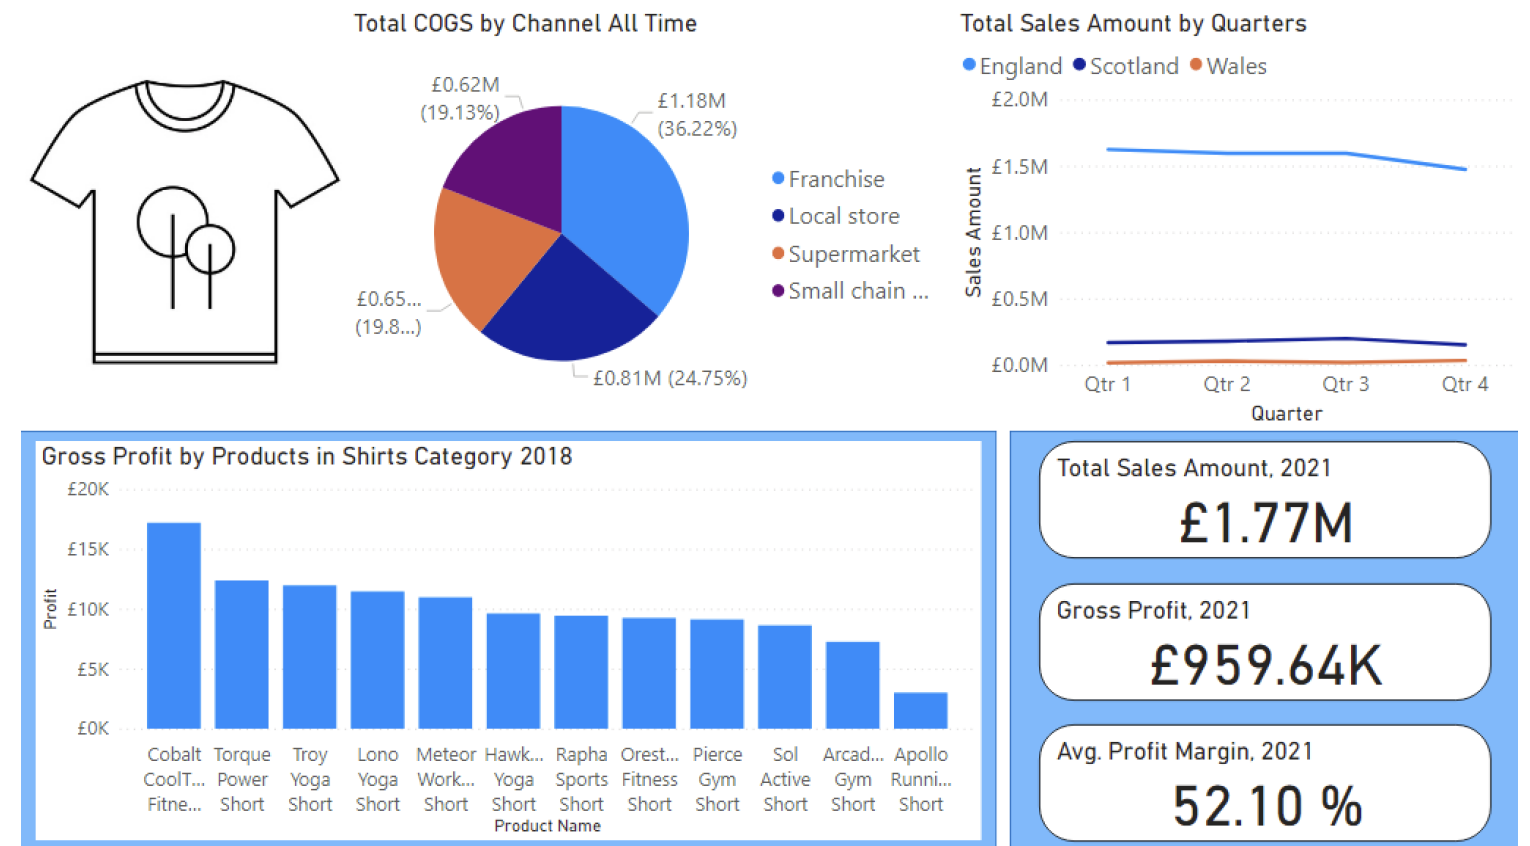 Total COGS by Channel All Time
£0.62M
(19.13%)
£1.18M
(36.22%)
£0.65...
(19.8...)
£0.81M (24.75%)
Franchise
Local store
Supermarket
Small chain ...
Total Sales Amount by Quarters
England Scotland Wales
£2.0M
£1.5M
£1.0M
£0.5M
£0.0M
Sales Amount
Qtr 1 Qtr 2 Qtr 3 Qtr 4
Quarter
Gross Profit by Products in Shirts Category 2018
£20K
£15K
£10K
£5K
£0K
Profit
Cobalt Torque Troy Lono Meteor Hawk... Rapha Orest... Pierce Sol Arcad... Apollo
CoolT... Power Yoga Yoga Work... Yoga Sports Fitness Gym Active Gym Runni...
Fitne... Short Short Short Short Short Short Short Short Short Short Short
Product Name
Total Sales Amount, 2021
£1.77M
Gross Profit, 2021
£959.64K
Avg. Profit Margin, 2021
52.10 %